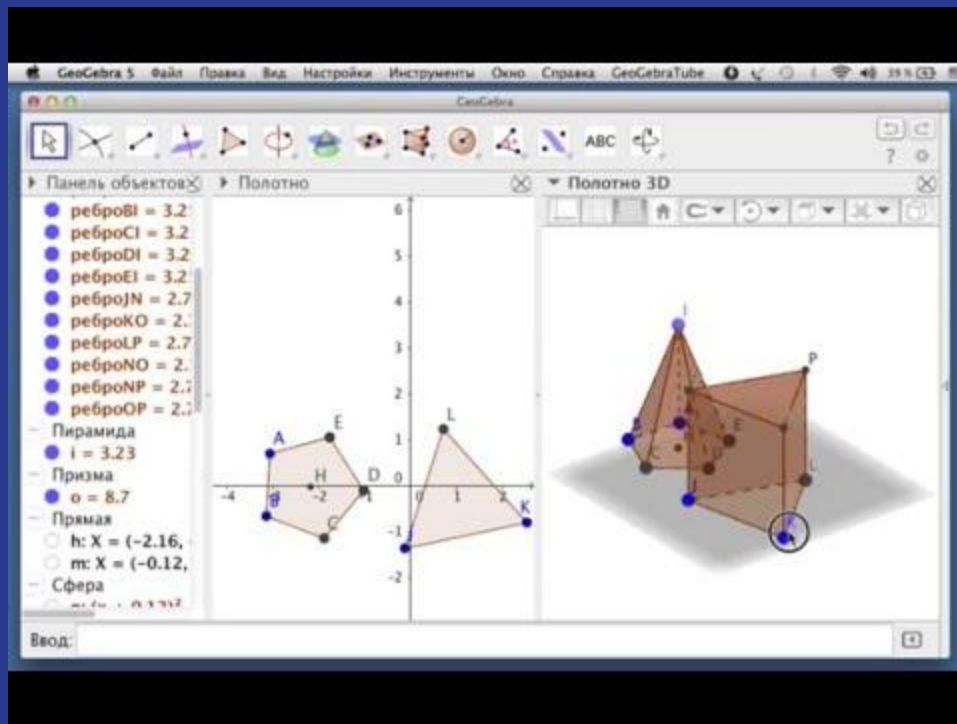 GeoGebra 5 Файл Правка Вид Настройки Инструменты Окно Справка GeoGebraTube 39 %
GeoGebra
ABC
?
Панель объектов
Полотно
Полотно 3D
реброBI = 3.2
реброCI = 3.2
реброDI = 3.2
реброEI = 3.2
реброJN = 2.7
реброKO = 2.
реброLP = 2.7
реброNO = 2.
реброNP = 2.7
реброOP = 2.
Пирамида
i = 3.23
Призма
o = 8.7
Прямая
h: X = (-2.16,
m: X = (-0.12,
Сфера
6
5
4
3
2
1
0
-1
-2
-4 -2 0 1 2
A E H D B C L K J
I P B E C D L J K
Ввод: